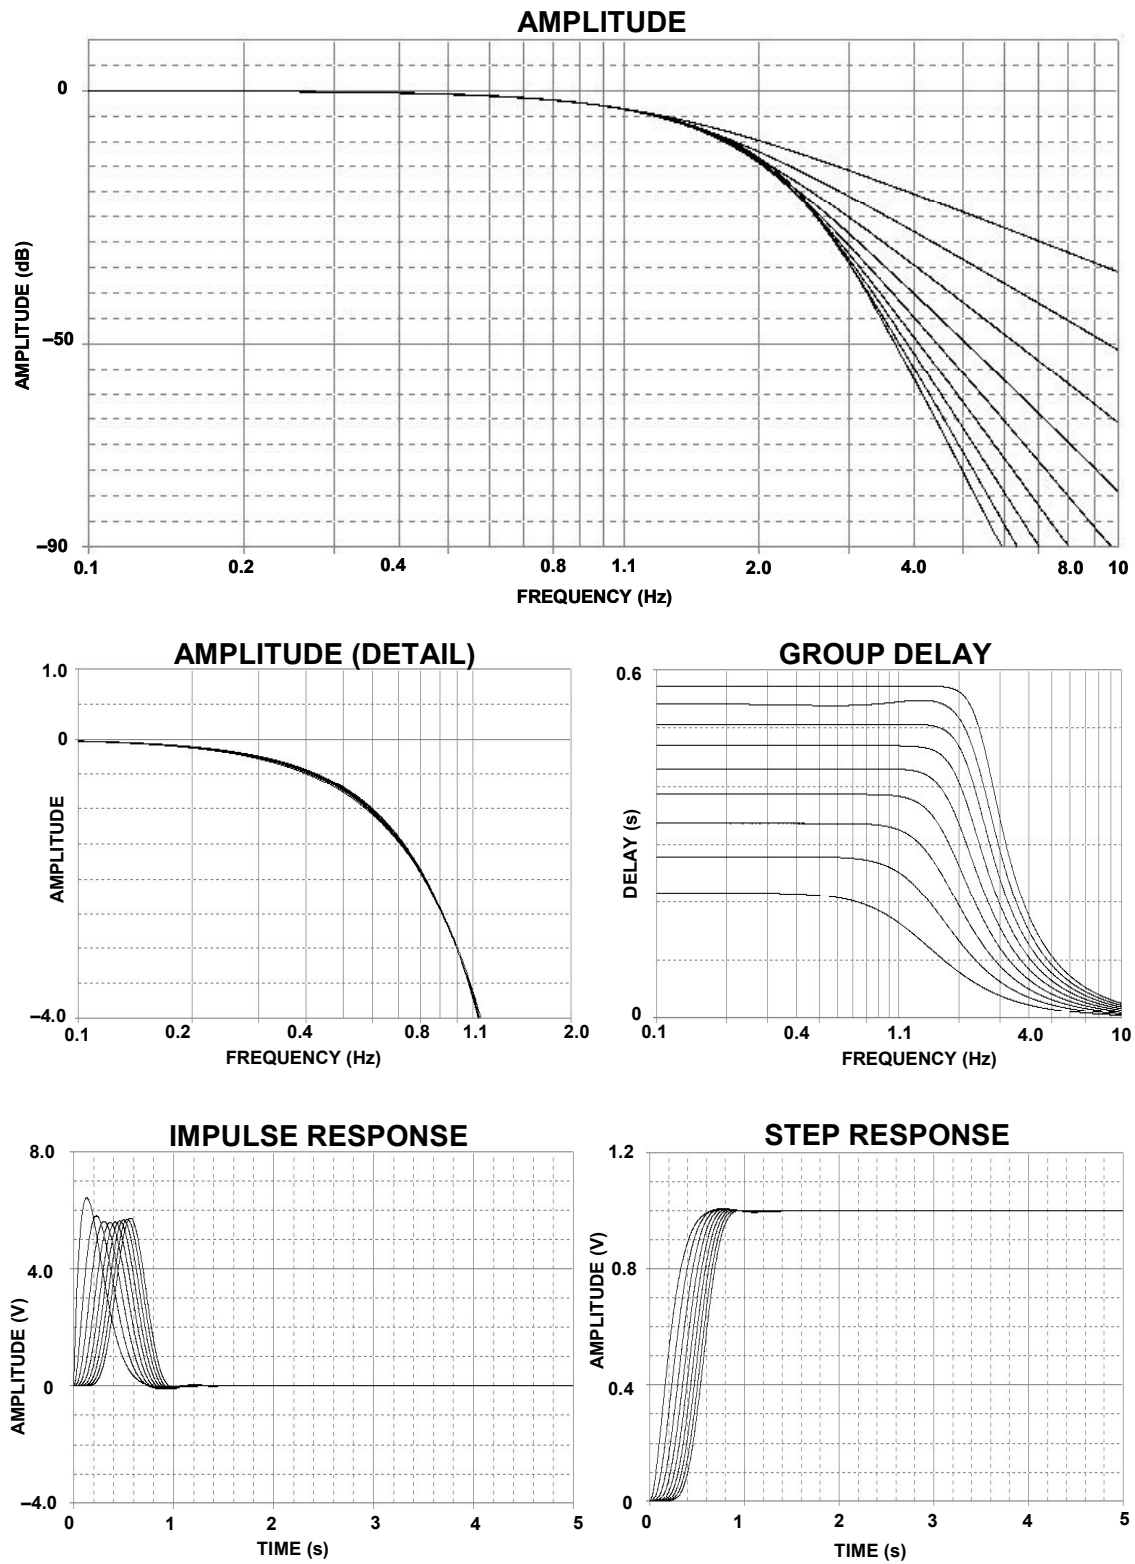 AMPLITUDE
0
–50
–90
AMPLITUDE (dB)
0.1 0.2 0.4 0.8 1.1 2.0 4.0 8.0 10
FREQUENCY (Hz)
AMPLITUDE (DETAIL)
1.0
0
–4.0
AMPLITUDE
0.1 0.2 0.4 0.8 1.1 2.0
FREQUENCY (Hz)
GROUP DELAY
0.6
0
DELAY (s)
0.1 0.4 1.1 4.0 10
FREQUENCY (Hz)
IMPULSE RESPONSE
8.0
4.0
0
–4.0
AMPLITUDE (V)
0 1 2 3 4 5
TIME (s)
STEP RESPONSE
1.2
0.8
0.4
0
AMPLITUDE (V)
0 1 2 3 4 5
TIME (s)